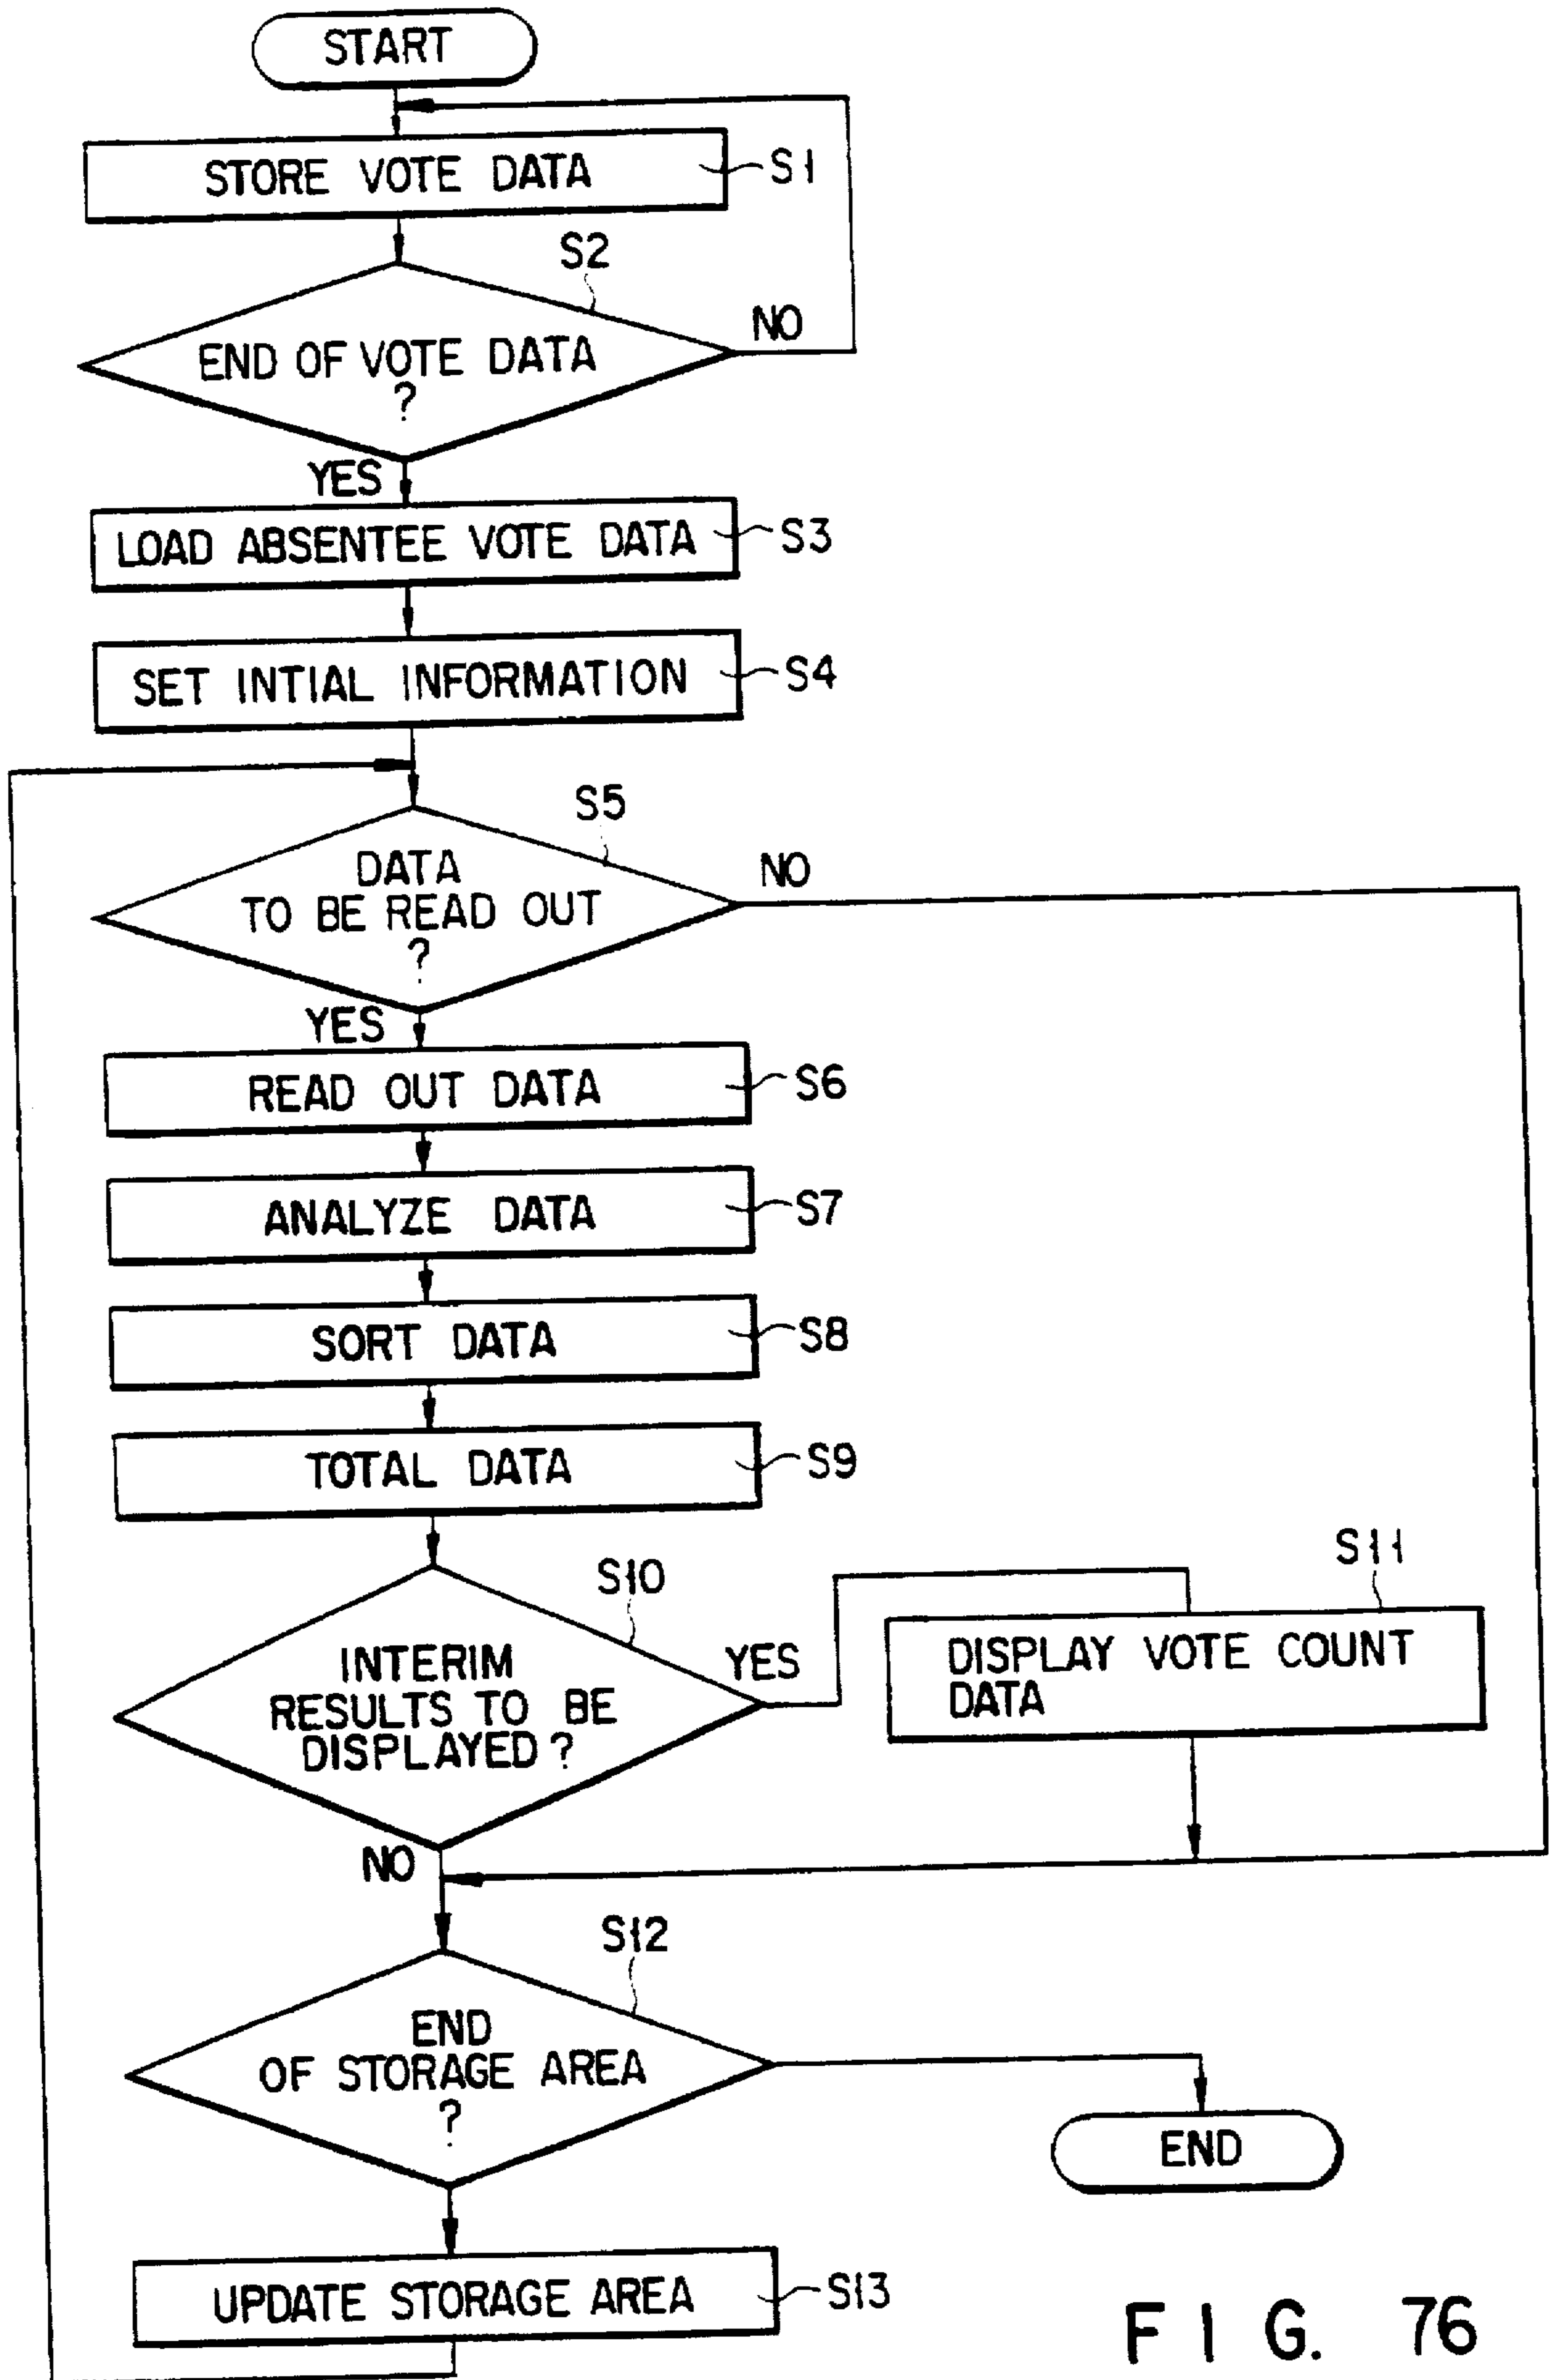 START
STORE VOTE DATA
S1
S2
END OF VOTE DATA
?
NO
YES
LOAD ABSENTEE VOTE DATA
S3
SET INTIAL INFORMATION
S4
S5
DATA
TO BE READ OUT
?
NO
YES
READ OUT DATA
S6
ANALYZE DATA
S7
SORT DATA
S8
TOTAL DATA
S9
S10
INTERIM
RESULTS TO BE
DISPLAYED ?
YES
S11
DISPLAY VOTE COUNT
DATA
NO
S12
END
OF STORAGE AREA
?
END
UPDATE STORAGE AREA
S13
FIG. 76